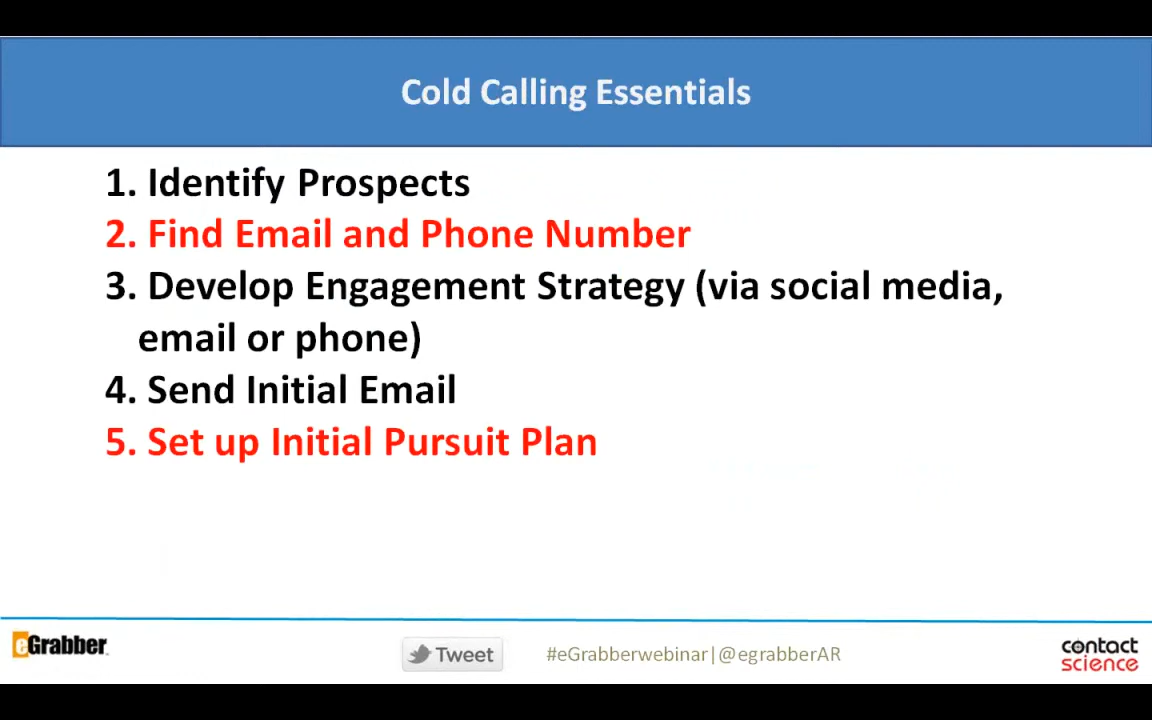 Cold Calling Essentials
1. Identify Prospects
2. Find Email and Phone Number
3. Develop Engagement Strategy (via social media,
email or phone)
4. Send Initial Email
5. Set up Initial Pursuit Plan
eGrabber
Tweet
#eGrabberwebinar|@egrabberAR
contact
science